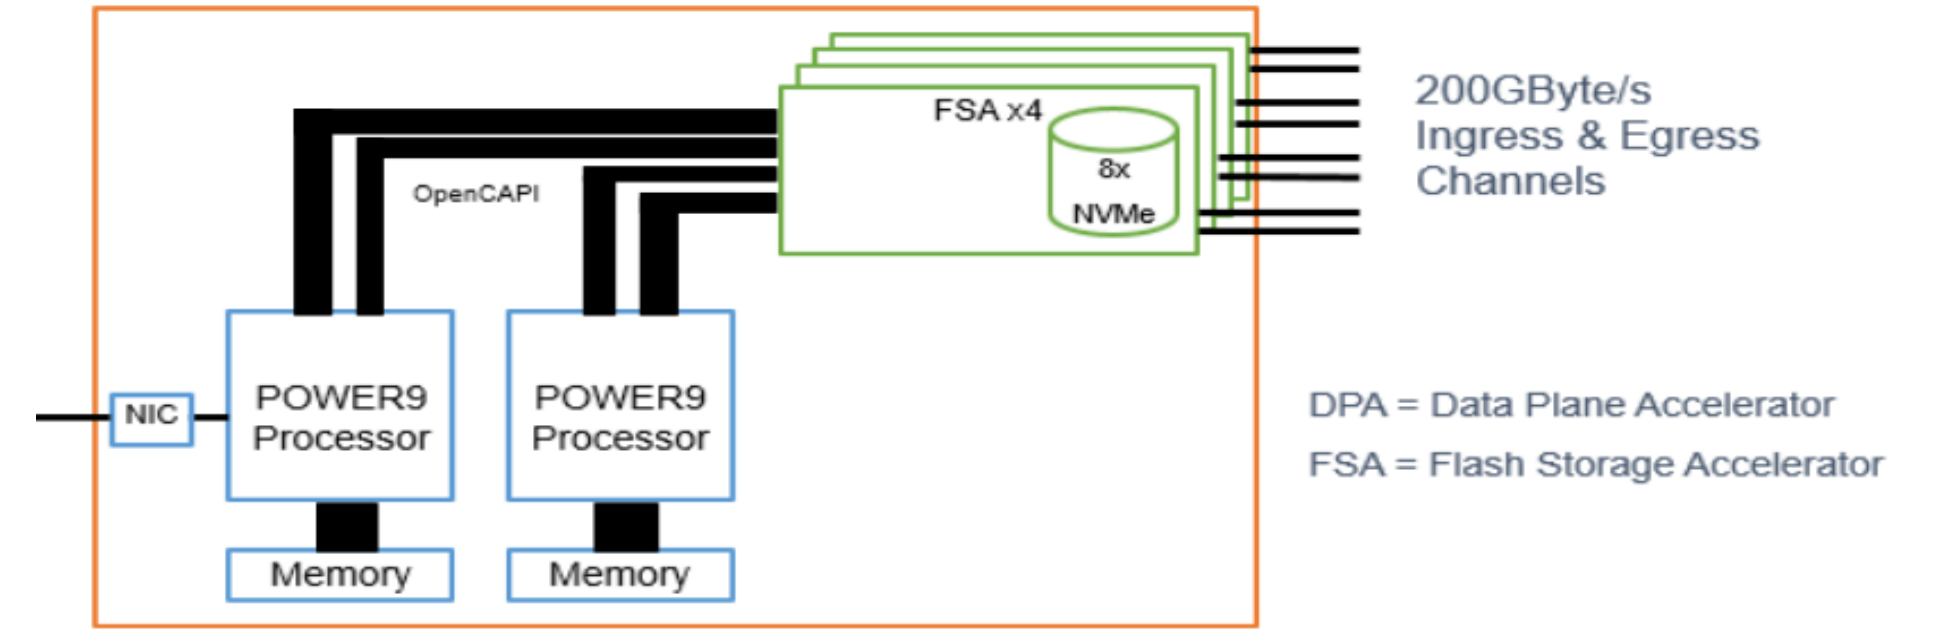 FSA x4
8x
NVMe
200GByte/s
Ingress & Egress
Channels
OpenCAPI
NIC
POWER9
Processor
POWER9
Processor
Memory
Memory
DPA = Data Plane Accelerator
FSA = Flash Storage Accelerator